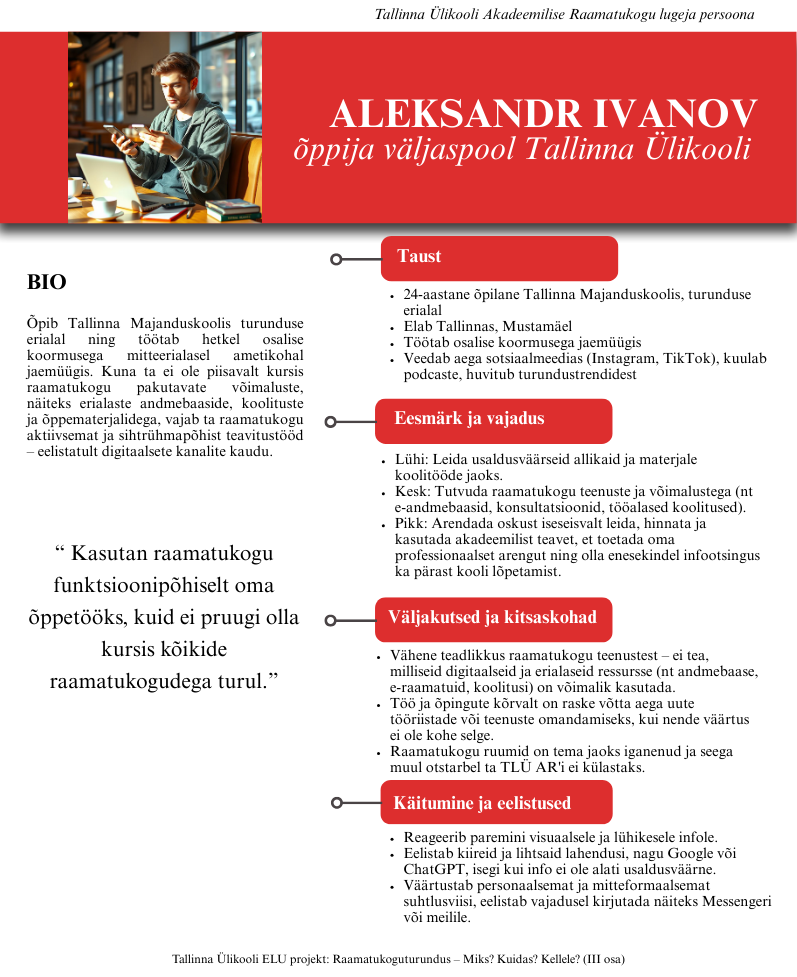 Tallinna Ülikooli Akadeemilise Raamatukogu lugeja persoona
ALEKSANDR IVANOV
õppija väljaspool Tallinna Ülikooli
BIO
Õpib Tallinna Majanduskoolis turunduse
erialal ning töötab hetkel osalise
koormusega mitteerialasel ametikohal
jaemüügis. Kuna ta ei ole piisavalt kursis
raamatukogu pakutavate võimaluste,
näiteks erialaste andmebaaside, koolituste
ja õppematerjalidega, vajab ta raamatukogu
aktiivsemat ja sihtrühmapõhist teavitustööd
– eelistatult digitaalsete kanalite kaudu.
“ Kasutan raamatukogu
funktsioonipõhiselt oma
õppetööks, kuid ei pruugi olla
kursis kõikide
raamatukogudega turul.”
Taust
• 24-aastane õpilane Tallinna Majanduskoolis, turunduse
erialal
• Elab Tallinnas, Mustamäel
• Töötab osalise koormusega jaemüügis
• Veedab aega sotsiaalmeedias (Instagram, TikTok), kuulab
podcaste, huvitub turundustrendidest
Eesmärk ja vajadus
• Lühi: Leida usaldusväärseid allikaid ja materjale
koolitööde jaoks.
• Kesk: Tutvuda raamatukogu teenuste ja võimalustega (nt
e-andmebaasid, konsultatsioonid, tööalased koolitused).
• Pikk: Arendada oskust iseseisvalt leida, hinnata ja
kasutada akadeemilist teavet, et toetada oma
professionaalset arengut ning olla enesekindel infootsingus
ka pärast kooli lõpetamist.
Väljakutsed ja kitsaskohad
• Vähene teadlikkus raamatukogu teenustest – ei tea,
milliseid digitaalseid ja erialaseid ressursse (nt andmebaase,
e-raamatuid, koolitusi) on võimalik kasutada.
• Töö ja õpingute kõrvalt on raske võtta aega uute
tööriistade või teenuste omandamiseks, kui nende väärtus
ei ole kohe selge.
• Raamatukogu ruumid on tema jaoks iganenud ja seega
muul otstarbel ta TLÜ AR'i ei külastaks.
Käitumine ja eelistused
• Reageerib paremini visuaalsele ja lühikesele infole.
• Eelistab kiireid ja lihtsaid lahendusi, nagu Google või
ChatGPT, isegi kui info ei ole alati usaldusväärne.
• Väärtustab personaalsemat ja mitteformaalsemat
suhtlusviisi, eelistab vajadusel kirjutada näiteks Messengeri
või meilile.
Tallinna Ülikooli ELU projekt: Raamatukoguturundus – Miks? Kuidas? Kellele? (III osa)